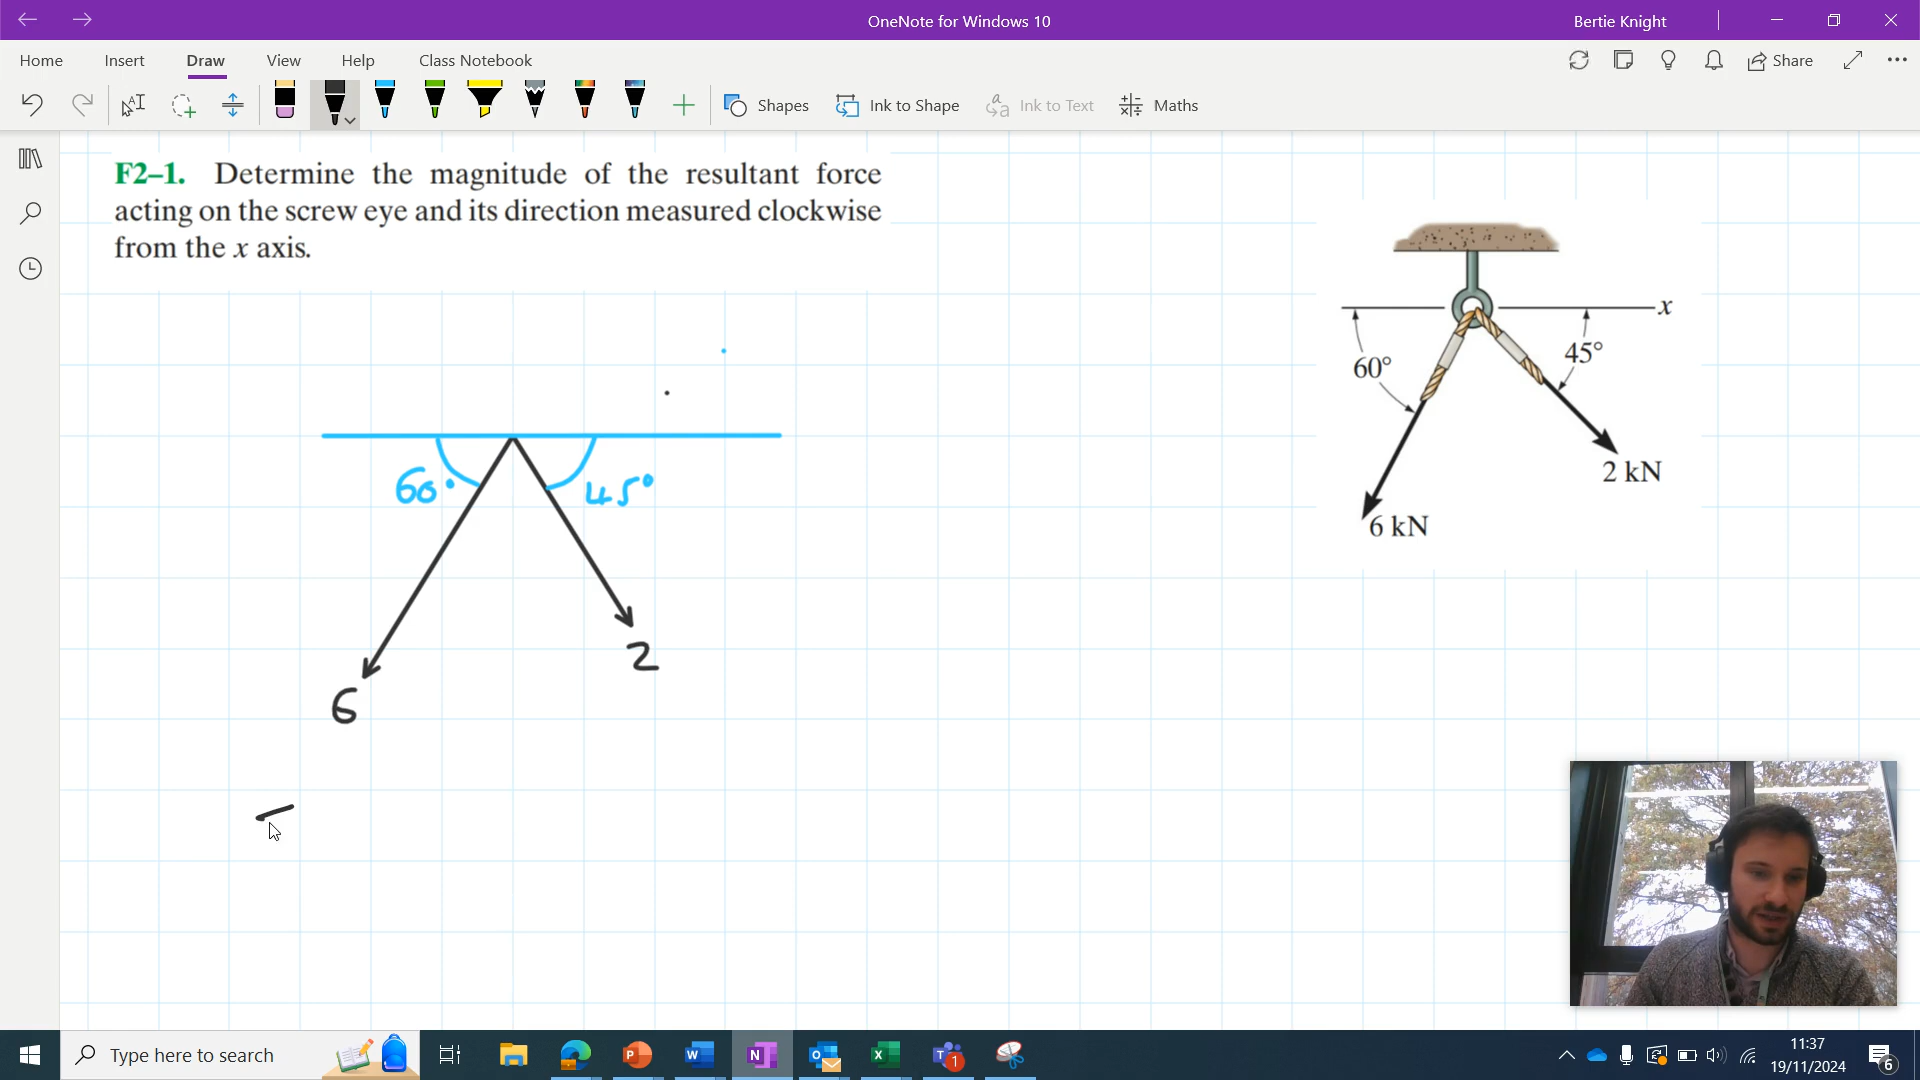 OneNote for Windows 10
Bertie Knight
Home
Insert
Draw
View
Help
Class Notebook
Share
Shapes
Ink to Shape
Ink to Text
Maths
F2–1. Determine the magnitude of the resultant force
acting on the screw eye and its direction measured clockwise
from the x axis.
x
60°
45°
2 kN
6 kN
60°
45°
2
6
Type here to search
11:37
19/11/2024
1
6